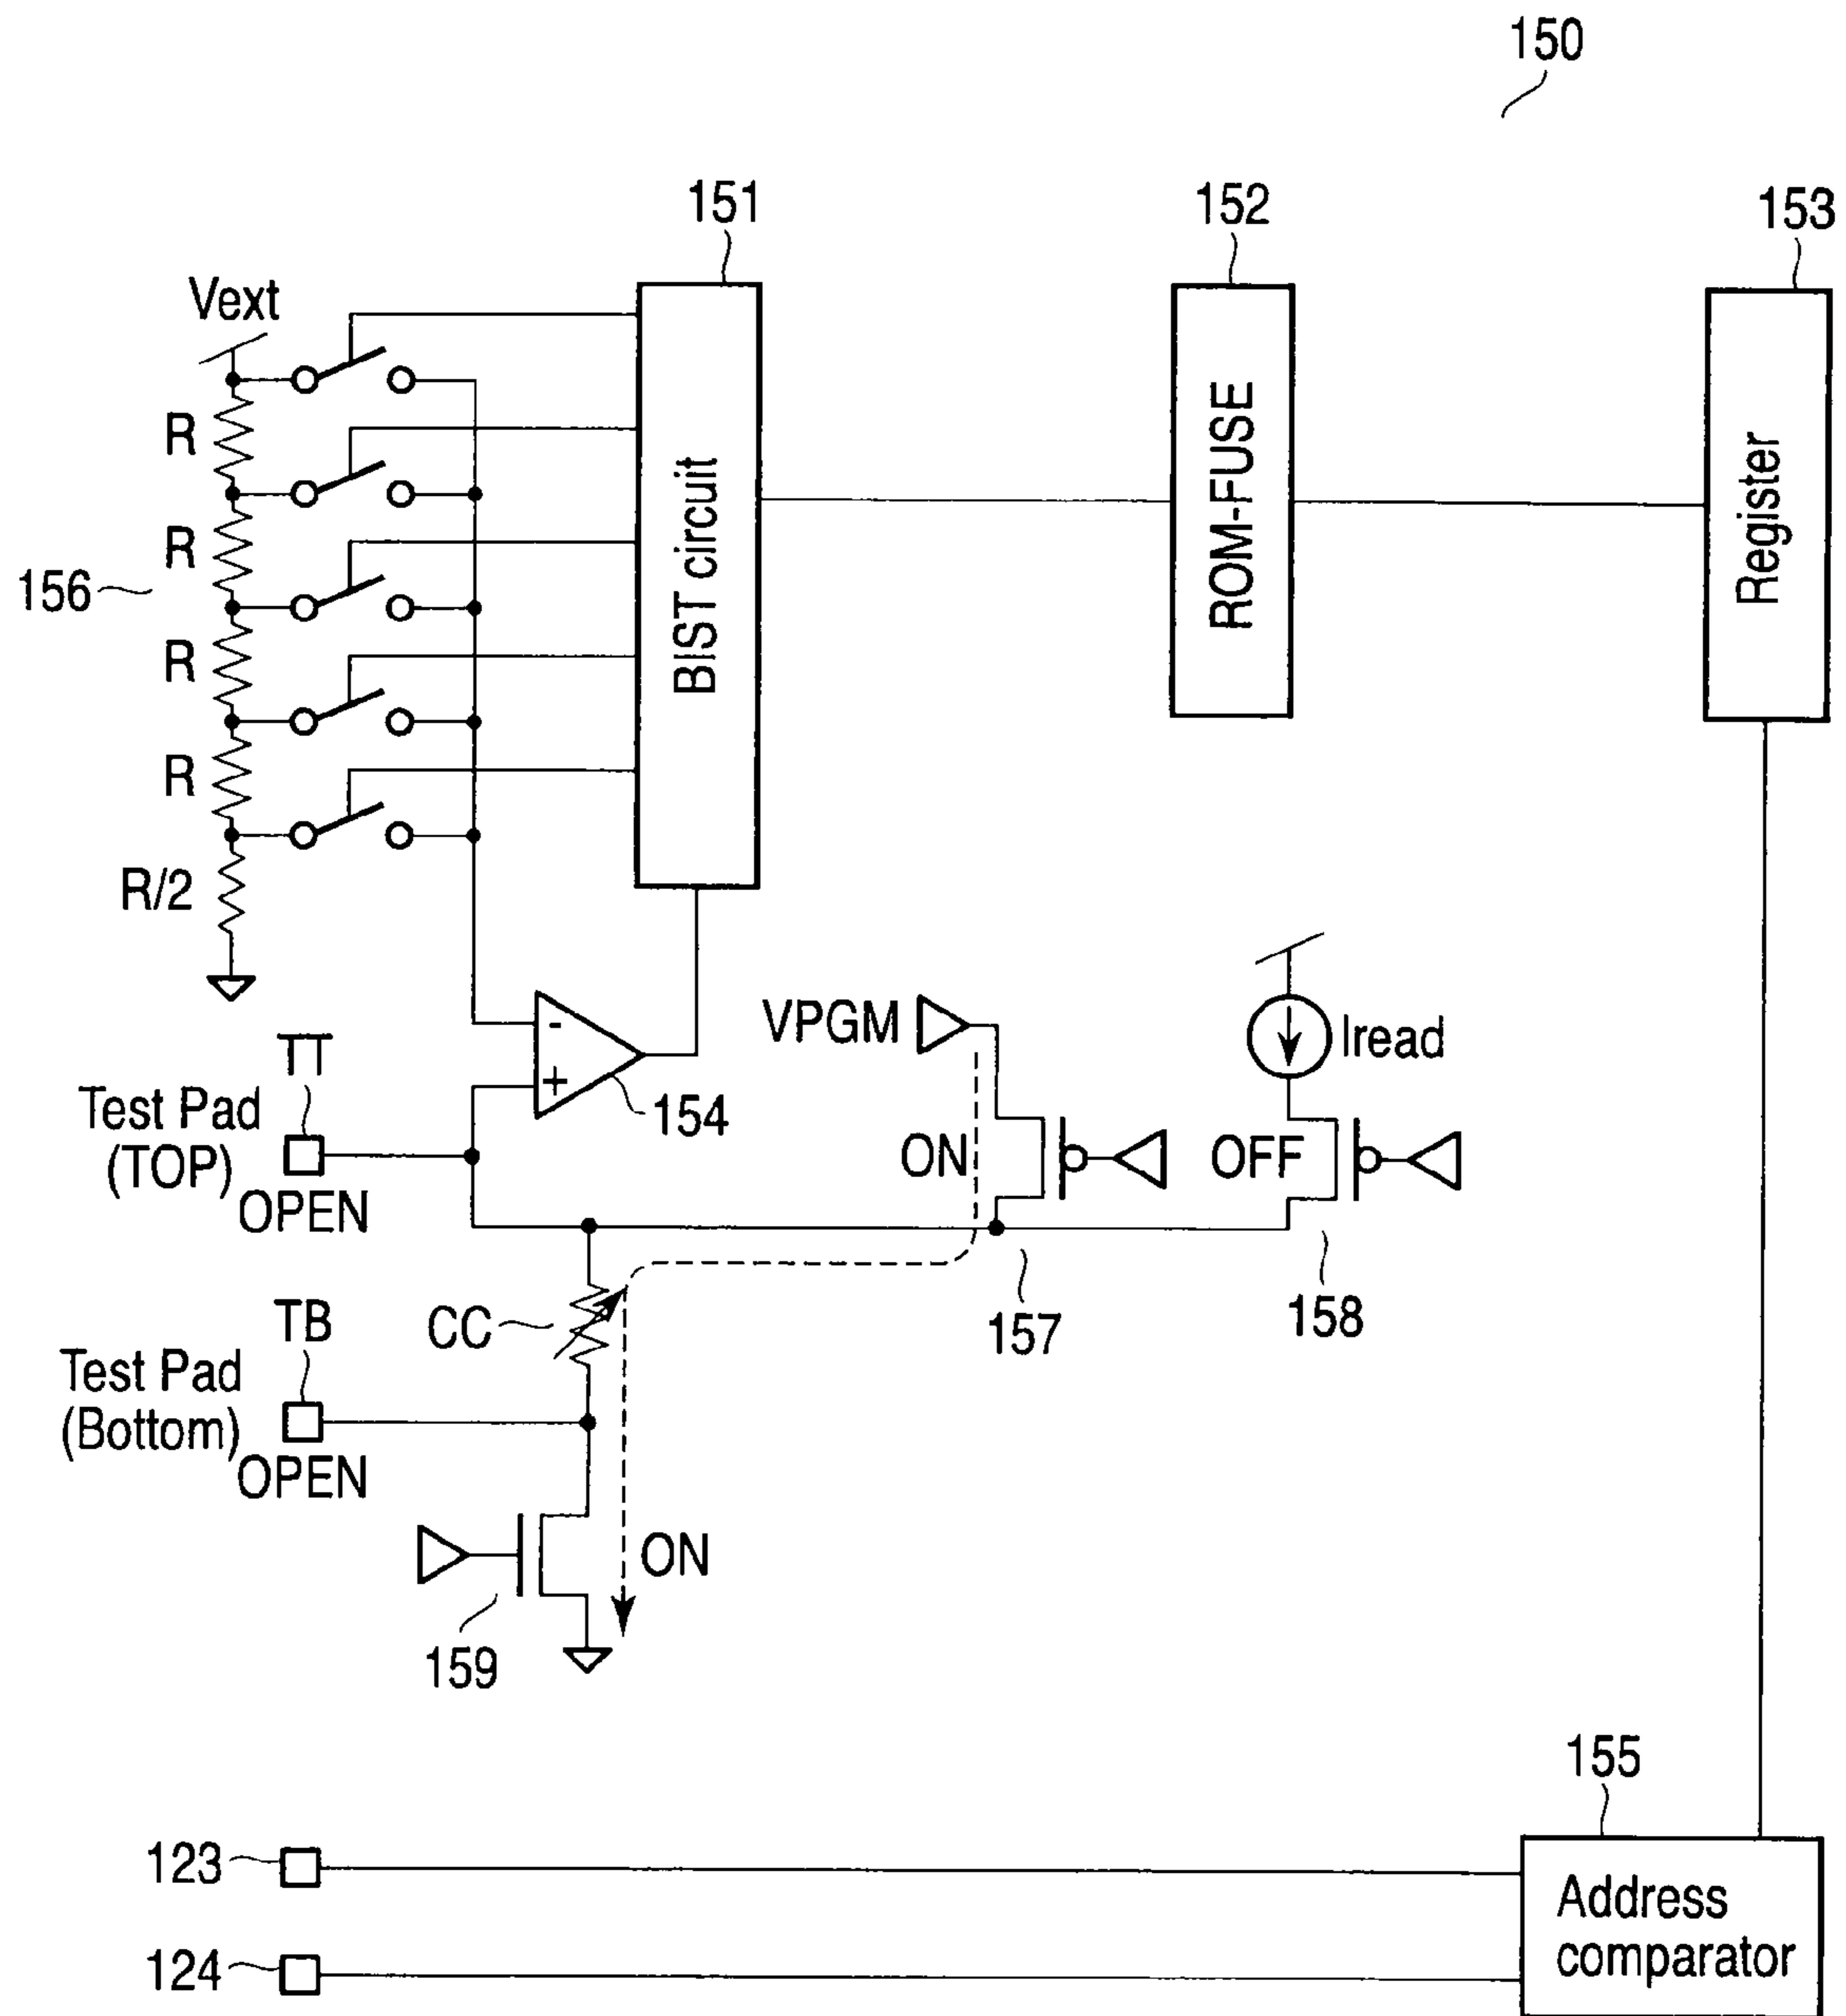 150
151
152
153
Vext
R
R
156
R
R
R/2
BIST circuit
ROM-FUSE
Register
-
+
154
TT
Test Pad
(TOP)
OPEN
VPGM
Iread
ON
OFF
157
158
CC
TB
Test Pad
(Bottom)
OPEN
ON
159
155
123
124
Address
comparator